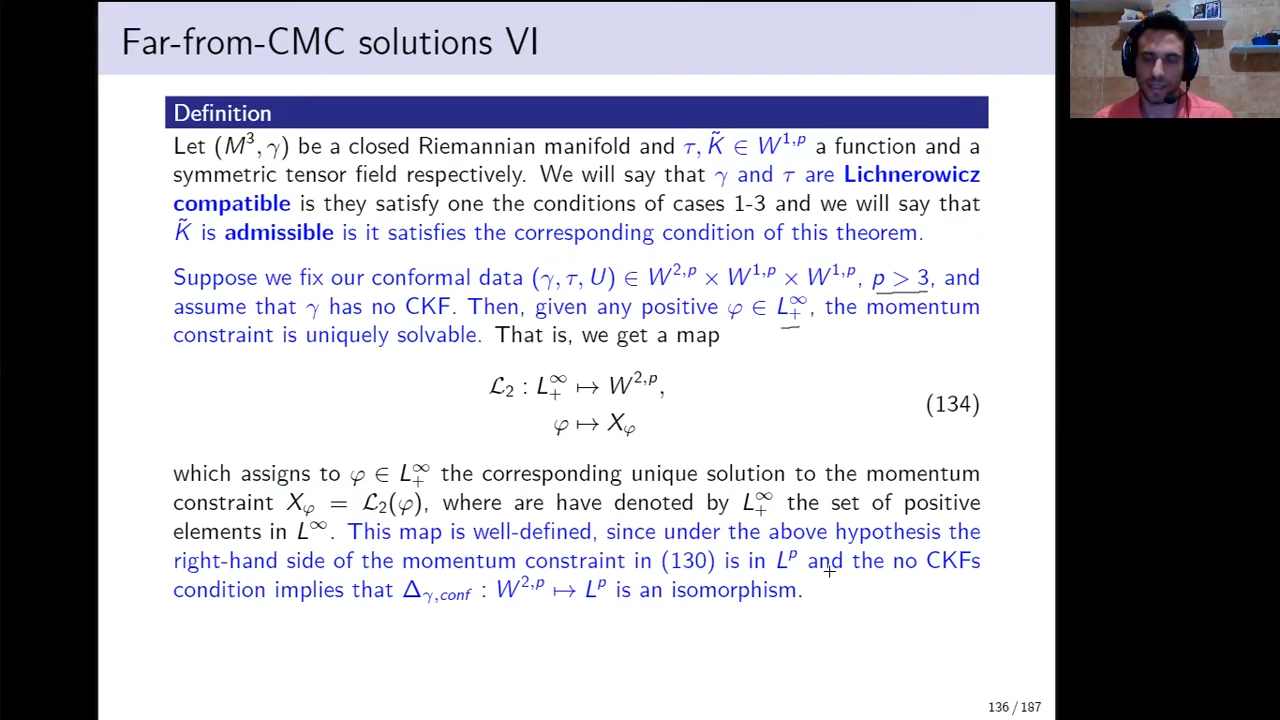 Far-from-CMC solutions VI
Definition
Let (M³, γ) be a closed Riemannian manifold and τ, K̃ ∈ W^{1,p} a function and a
symmetric tensor field respectively. We will say that γ and τ are Lichnerowicz
compatible is they satisfy one the conditions of cases 1-3 and we will say that
K̃ is admissible is it satisfies the corresponding condition of this theorem.
Suppose we fix our conformal data (γ, τ, U) ∈ W^{2,p} × W^{1,p} × W^{1,p}, p > 3, and
assume that γ has no CKF. Then, given any positive φ ∈ L^∞_+, the momentum
constraint is uniquely solvable. That is, we get a map
ℒ₂ : L^∞_+ ↦ W^{2,p},
φ ↦ X_φ
(134)
which assigns to φ ∈ L^∞_+ the corresponding unique solution to the momentum
constraint X_φ = ℒ₂(φ), where are have denoted by L^∞_+ the set of positive
elements in L^∞. This map is well-defined, since under the above hypothesis the
right-hand side of the momentum constraint in (130) is in L^p and the no CKFs
condition implies that Δ_{γ,conf} : W^{2,p} ↦ L^p is an isomorphism.
136 / 187